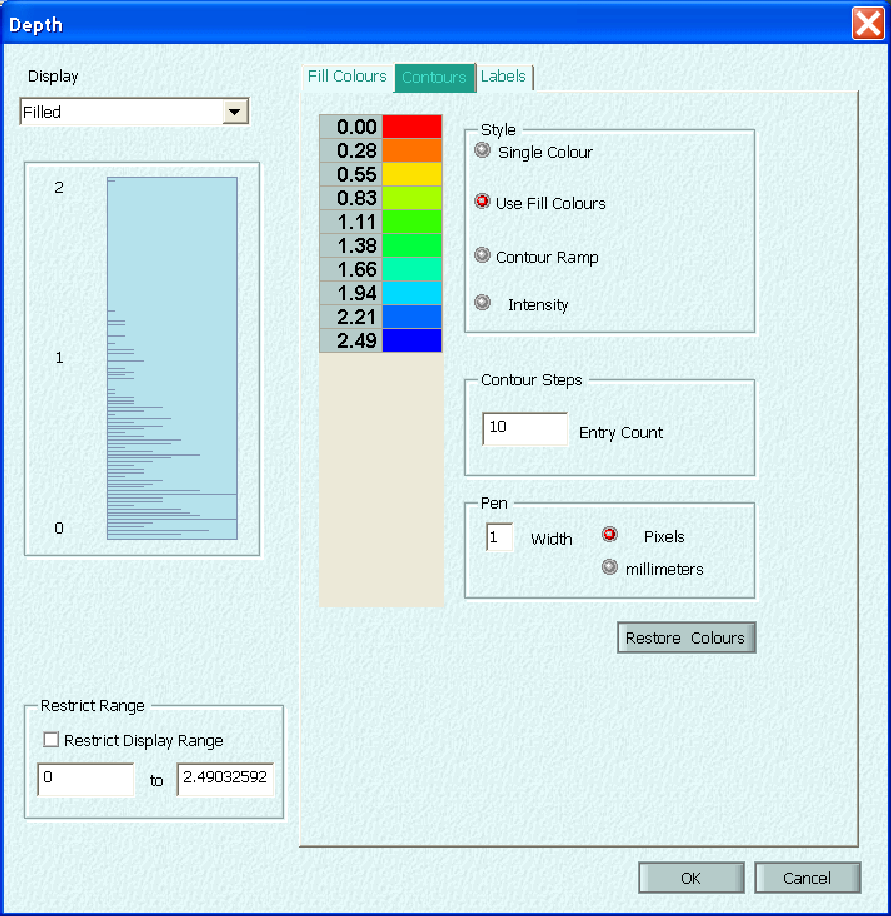 Depth
Display
Filled
2
1
0
Restrict Range
Restrict Display Range
0 to 2.49032592
Fill Colours Contours Labels
0.00
0.28
0.55
0.83
1.11
1.38
1.66
1.94
2.21
2.49
Style
Single Colour
Use Fill Colours
Contour Ramp
Intensity
Contour Steps
10 Entry Count
Pen
1 Width Pixels
millimeters
Restore Colours
OK Cancel